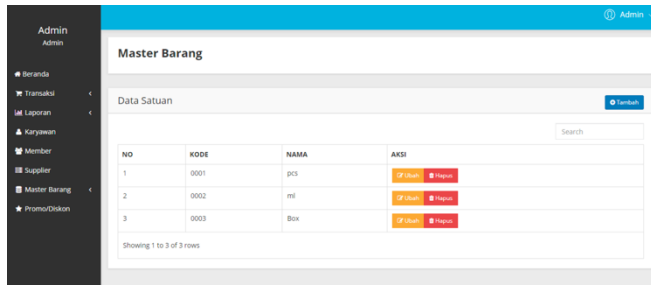 Admin
Admin
Admin
Beranda
Transaksi
Laporan
Karyawan
Member
Supplier
Master Barang
Promo/Diskon
Master Barang
Data Satuan
Tambah
Search
NO KODE NAMA AKSI
1 0001 pcs Ubah Hapus
2 0002 ml Ubah Hapus
3 0003 Box Ubah Hapus
Showing 1 to 3 of 3 rows